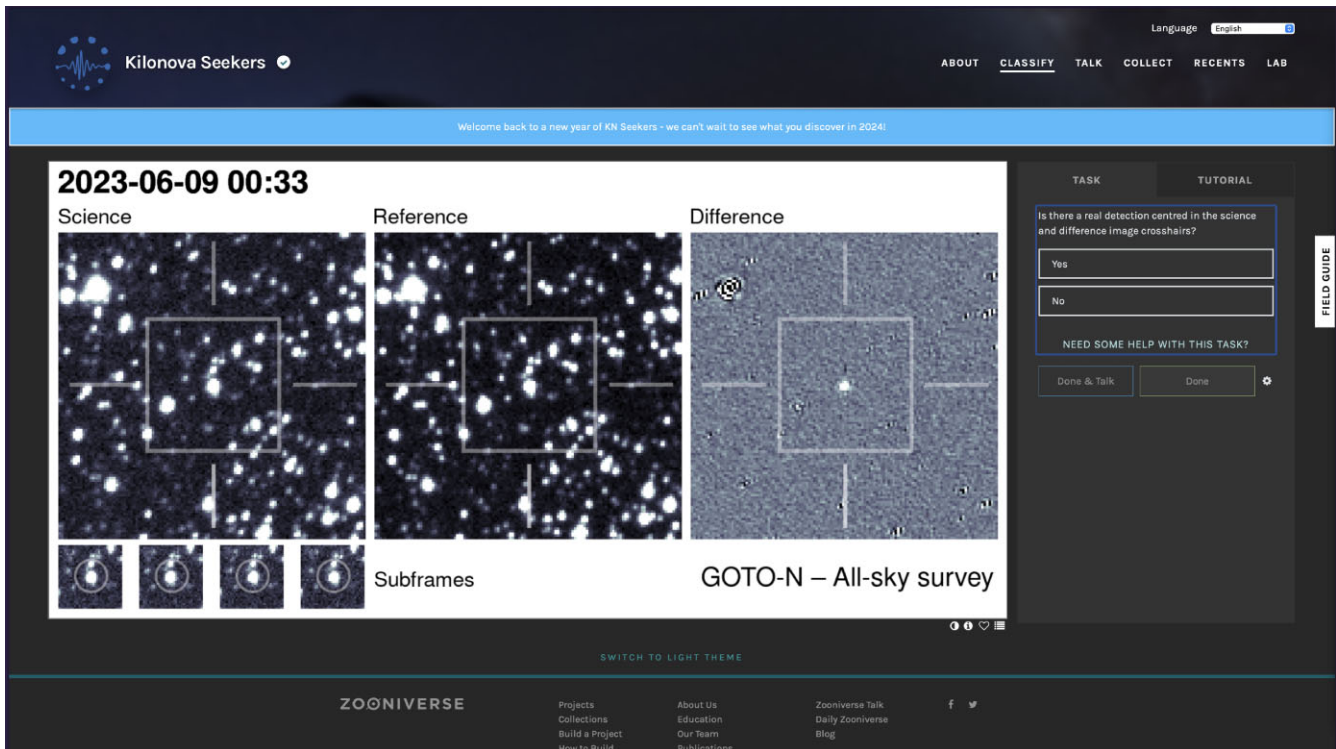 Language English
Kilonova Seekers
ABOUT CLASSIFY TALK COLLECT RECENTS LAB
Welcome back to a new year of KN Seekers - we can't wait to see what you discover in 2024!
2023-06-09 00:33
Science Reference Difference
Subframes
GOTO-N – All-sky survey
TASK TUTORIAL
Is there a real detection centred in the science
and difference image crosshairs?
Yes
No
NEED SOME HELP WITH THIS TASK?
Done & Talk Done
FIELD GUIDE
SWITCH TO LIGHT THEME
ZOONIVERSE
Projects
Collections
Build a Project
How to Build
About Us
Education
Our Team
Publications
Zooniverse Talk
Daily Zooniverse
Blog